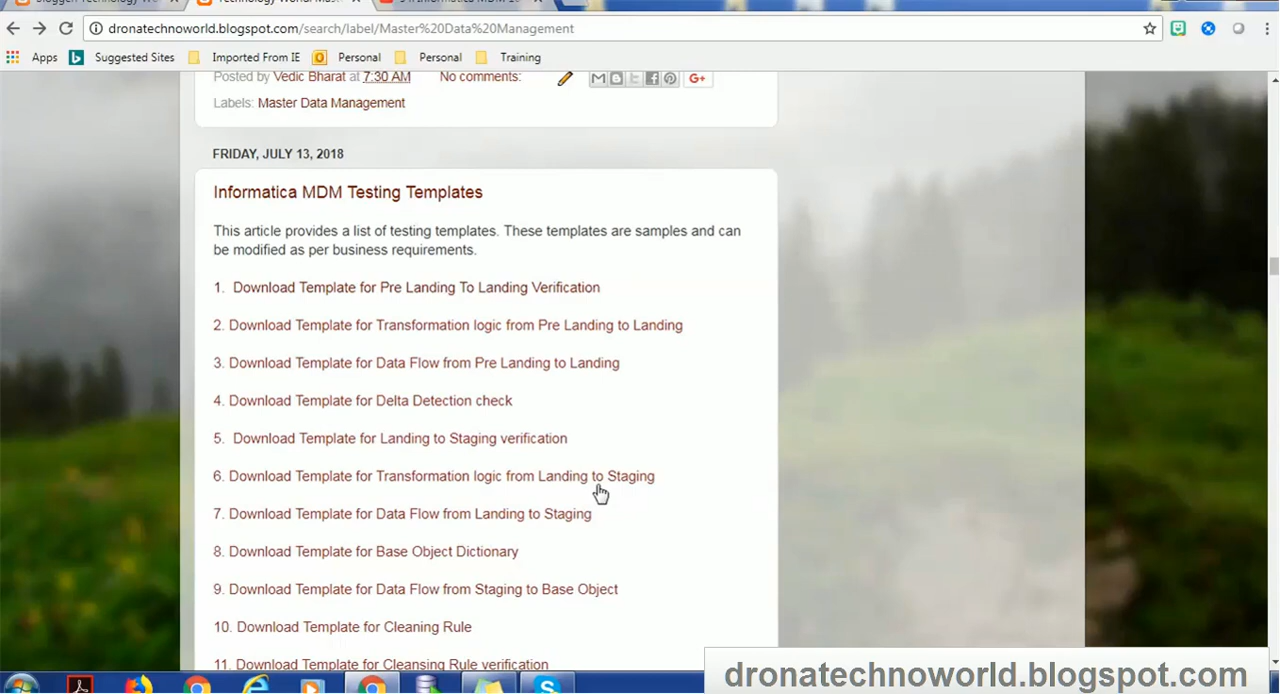 dronatechnoworld.blogspot.com/search/label/Master%20Data%20Management
Apps Suggested Sites Imported From IE Personal Personal Training
Posted by Vedic Bharat at 7:30 AM No comments:
Labels: Master Data Management
FRIDAY, JULY 13, 2018
Informatica MDM Testing Templates
This article provides a list of testing templates. These templates are samples and can
be modified as per business requirements.
1. Download Template for Pre Landing To Landing Verification
2. Download Template for Transformation logic from Pre Landing to Landing
3. Download Template for Data Flow from Pre Landing to Landing
4. Download Template for Delta Detection check
5. Download Template for Landing to Staging verification
6. Download Template for Transformation logic from Landing to Staging
7. Download Template for Data Flow from Landing to Staging
8. Download Template for Base Object Dictionary
9. Download Template for Data Flow from Staging to Base Object
10. Download Template for Cleaning Rule
11. Download Template for Cleansing Rule verification
dronatechnoworld.blogspot.com